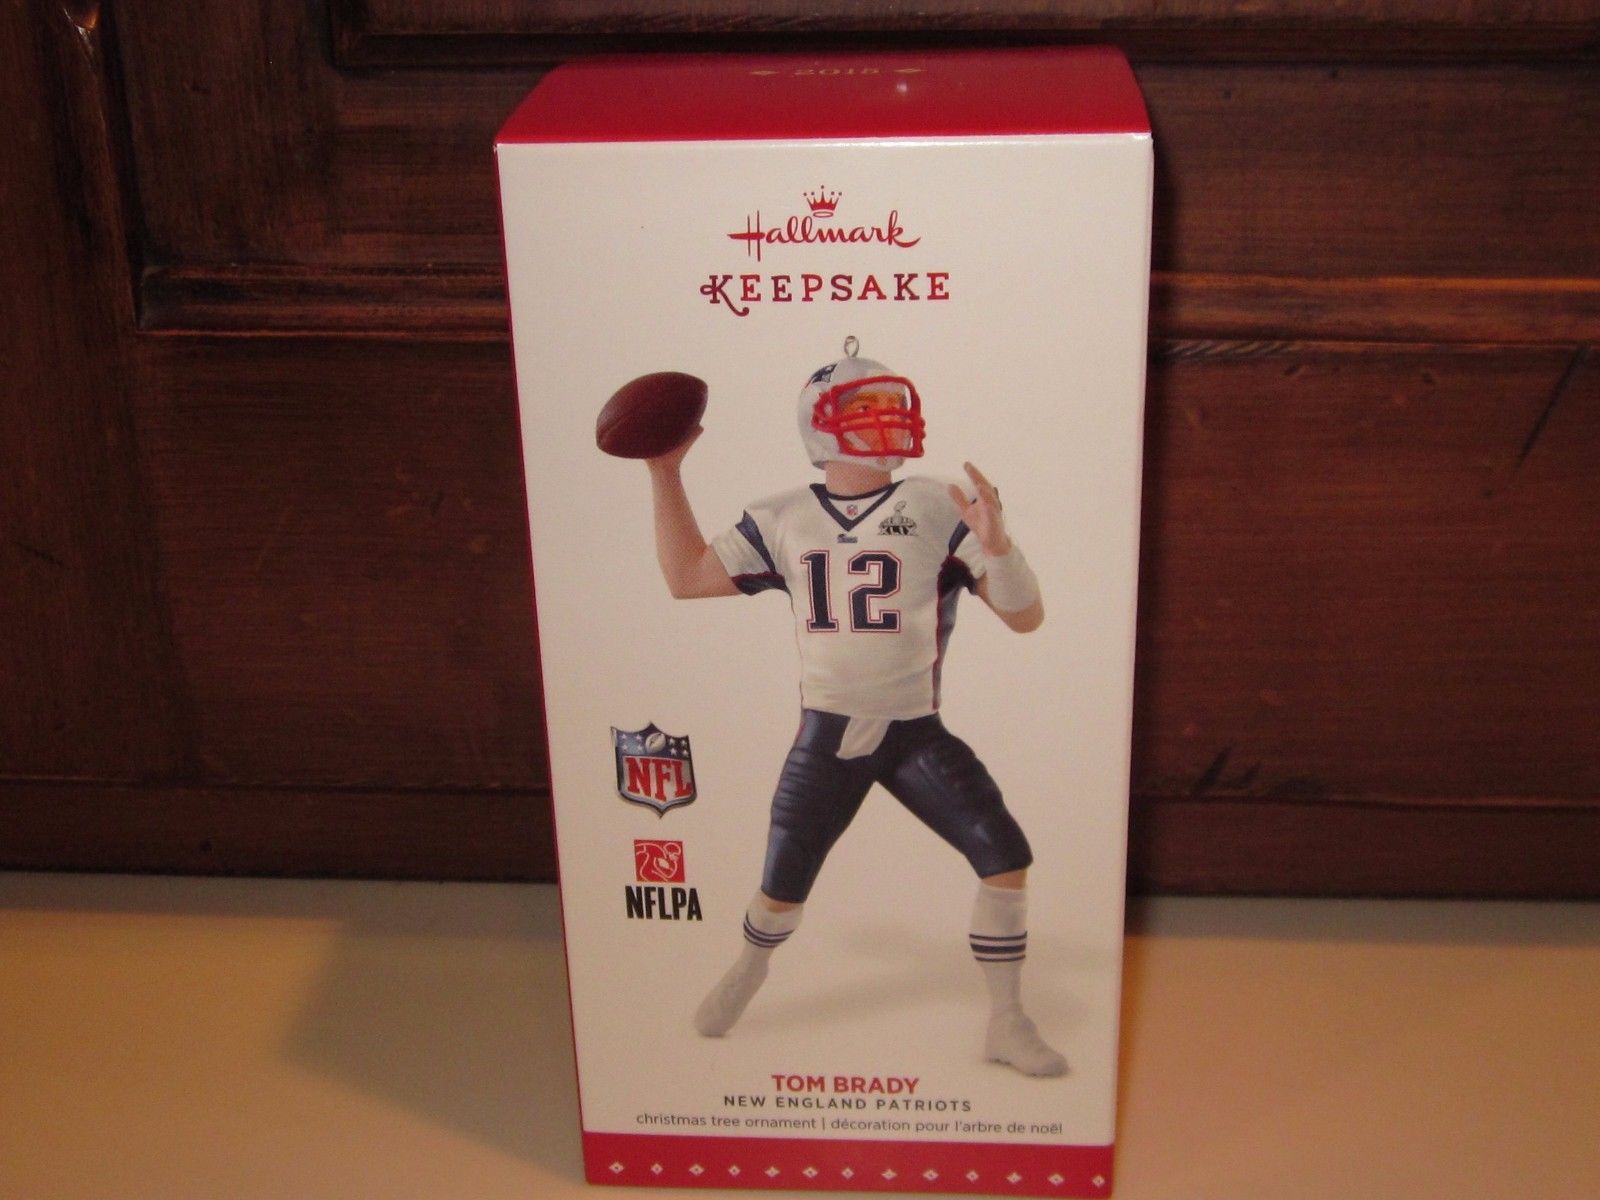 2015
Hallmark
KEEPSAKE
XLIX
12
NFL
NFLPA
TOM BRADY
NEW ENGLAND PATRIOTS
christmas tree ornament | décoration pour l'arbre de noël